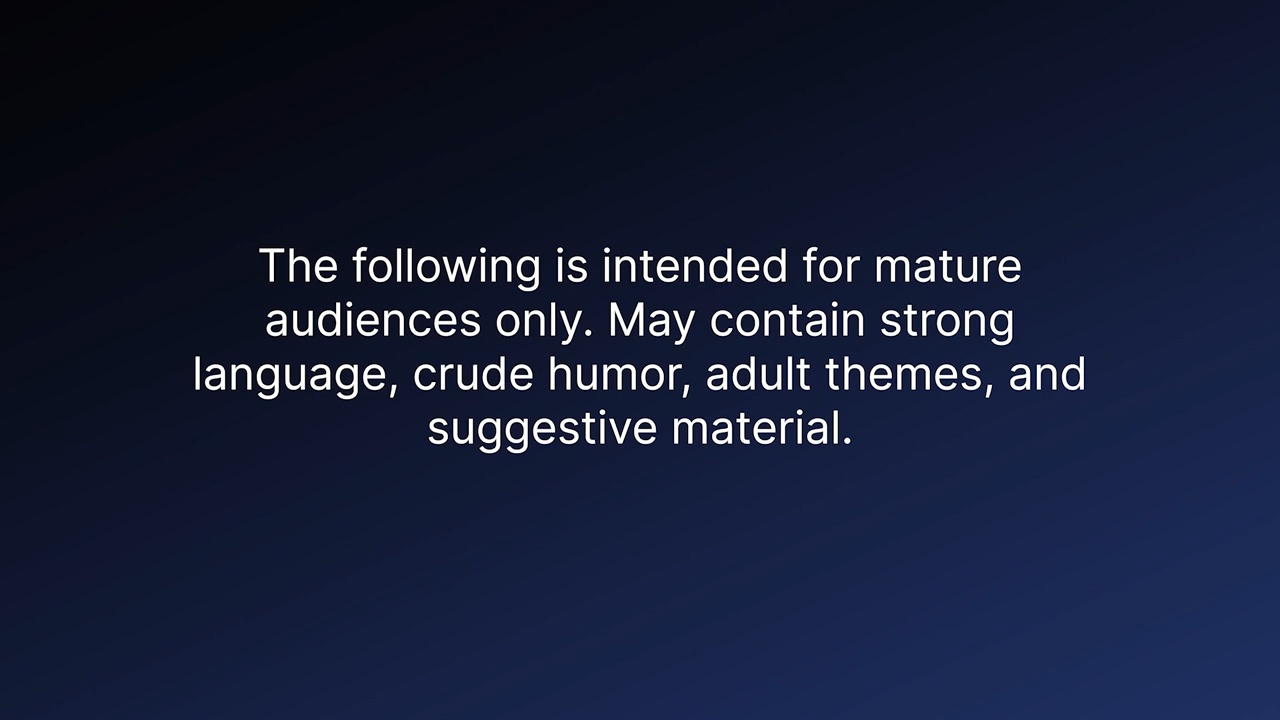 The following is intended for mature
audiences only. May contain strong
language, crude humor, adult themes, and
suggestive material.